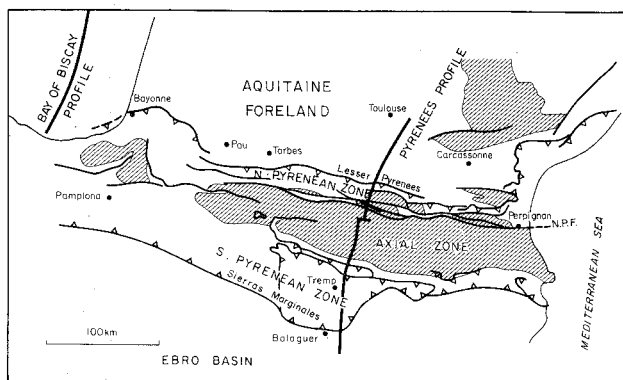 BAY OF BISCAY
PROFILE
Bayonne
AQUITAINE
FORELAND
Toulouse
PYRENEES PROFILE
Pau
Tarbes
Carcassonne
Lesser Pyrenees
N. PYRENEAN ZONE
Pamplona
Perpignan
N.P.F.
AXIAL ZONE
S. PYRENEAN ZONE
Tremp
Sierras Marginales
MEDITERRANEAN SEA
100km
Balaguer
EBRO BASIN